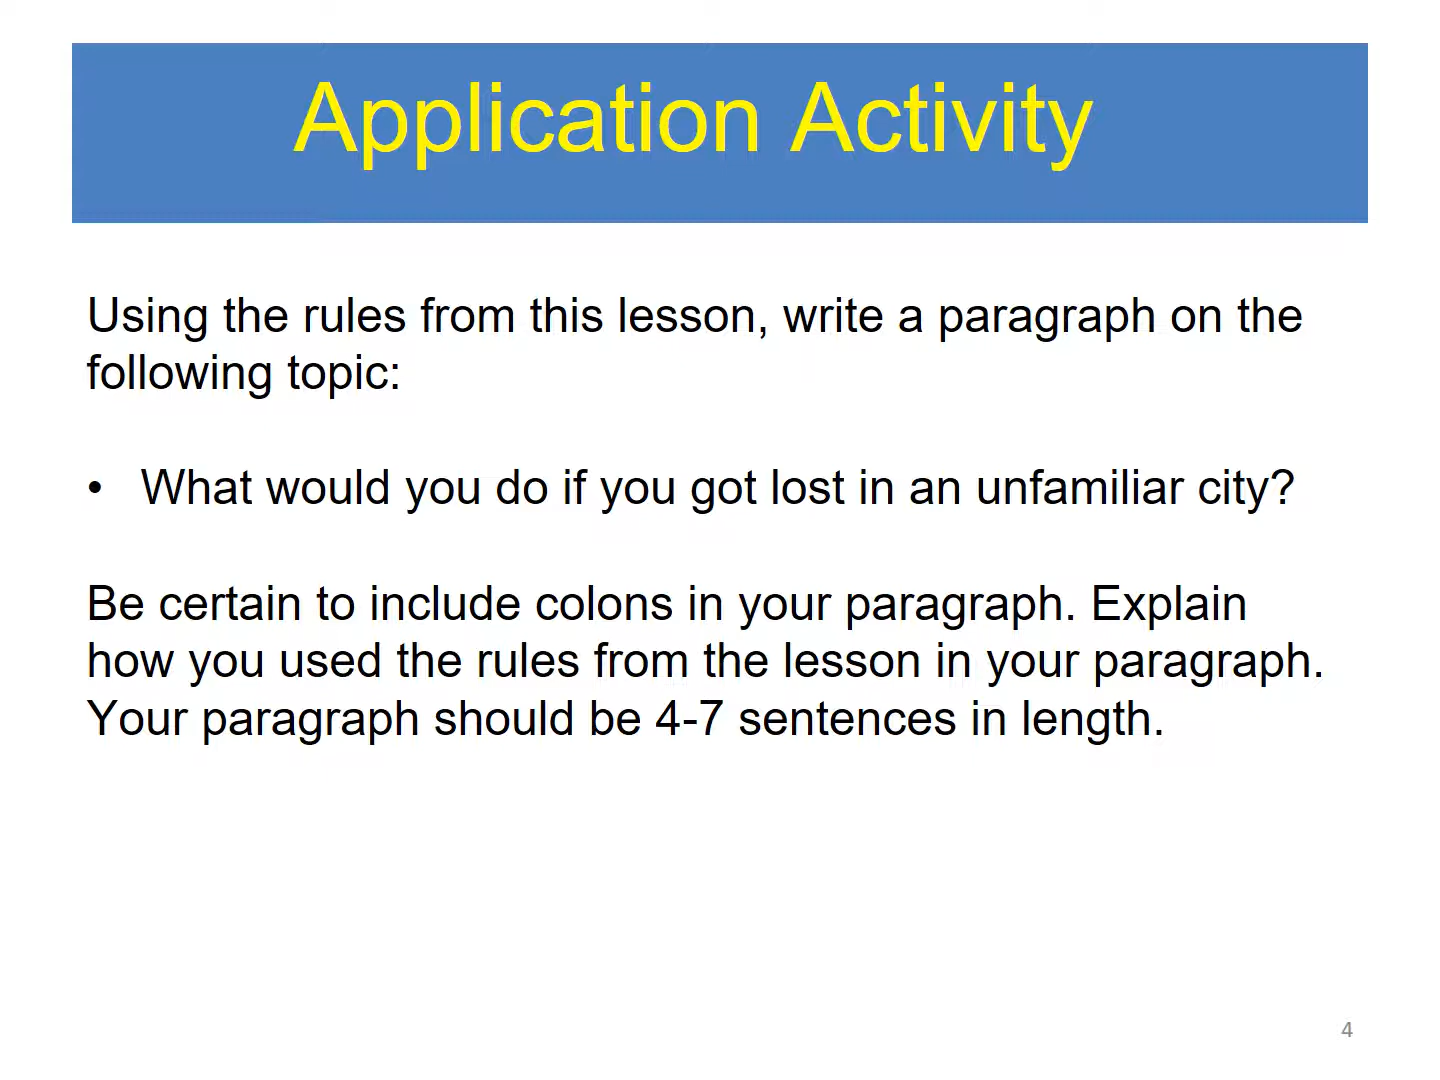 Application Activity
Using the rules from this lesson, write a paragraph on the
following topic:
• What would you do if you got lost in an unfamiliar city?
Be certain to include colons in your paragraph. Explain
how you used the rules from the lesson in your paragraph.
Your paragraph should be 4-7 sentences in length.
4